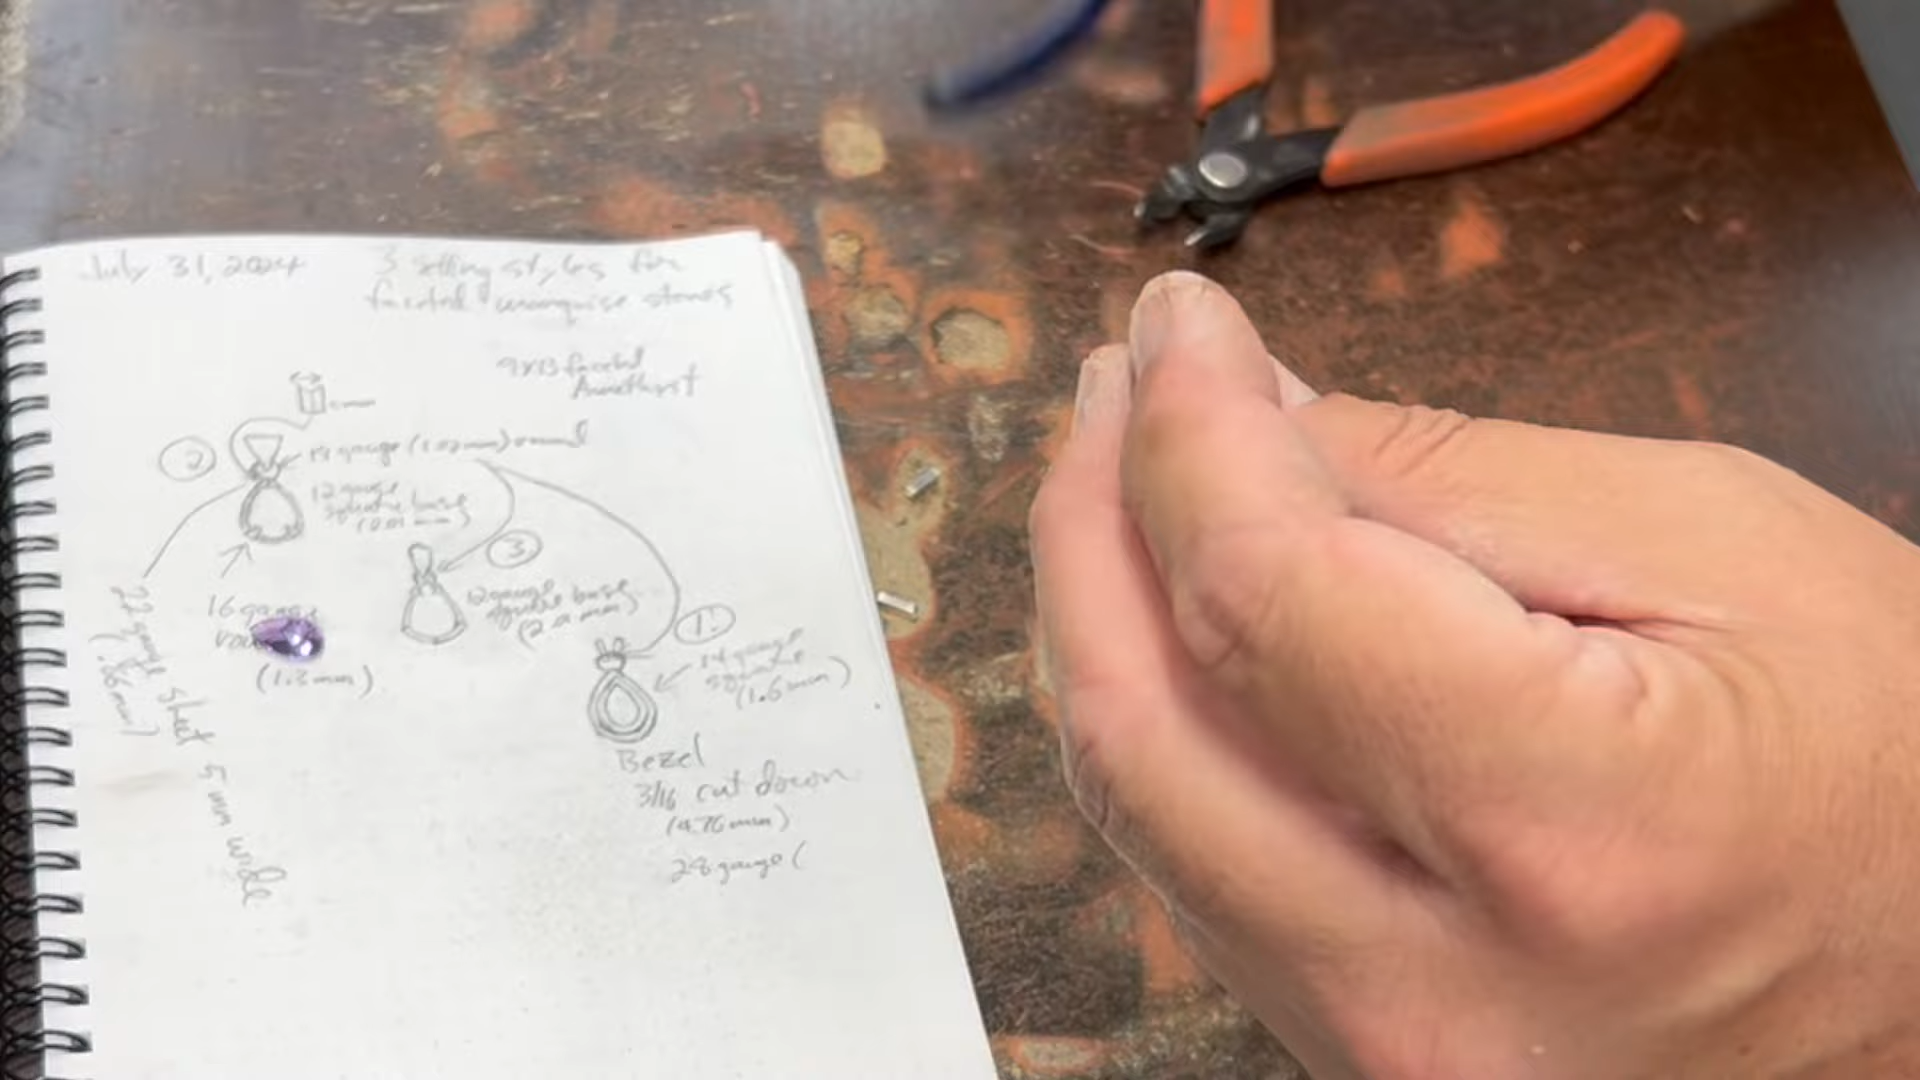 July 31, 2024
3 setting styles for
faceted marquise stones
9x13 faceted
Amethyst
mm
2
18 gauge (1.02mm) round
12 gauge
square base
mm)
3
12 gauge
square base
(2.0 mm)
16 gauge
(1.3mm)
22 gauge sheet 5 mm wide
1.
14 gauge
square
(1.6mm)
Bezel
3/16 cut down
(4.76mm)
28 gauge (